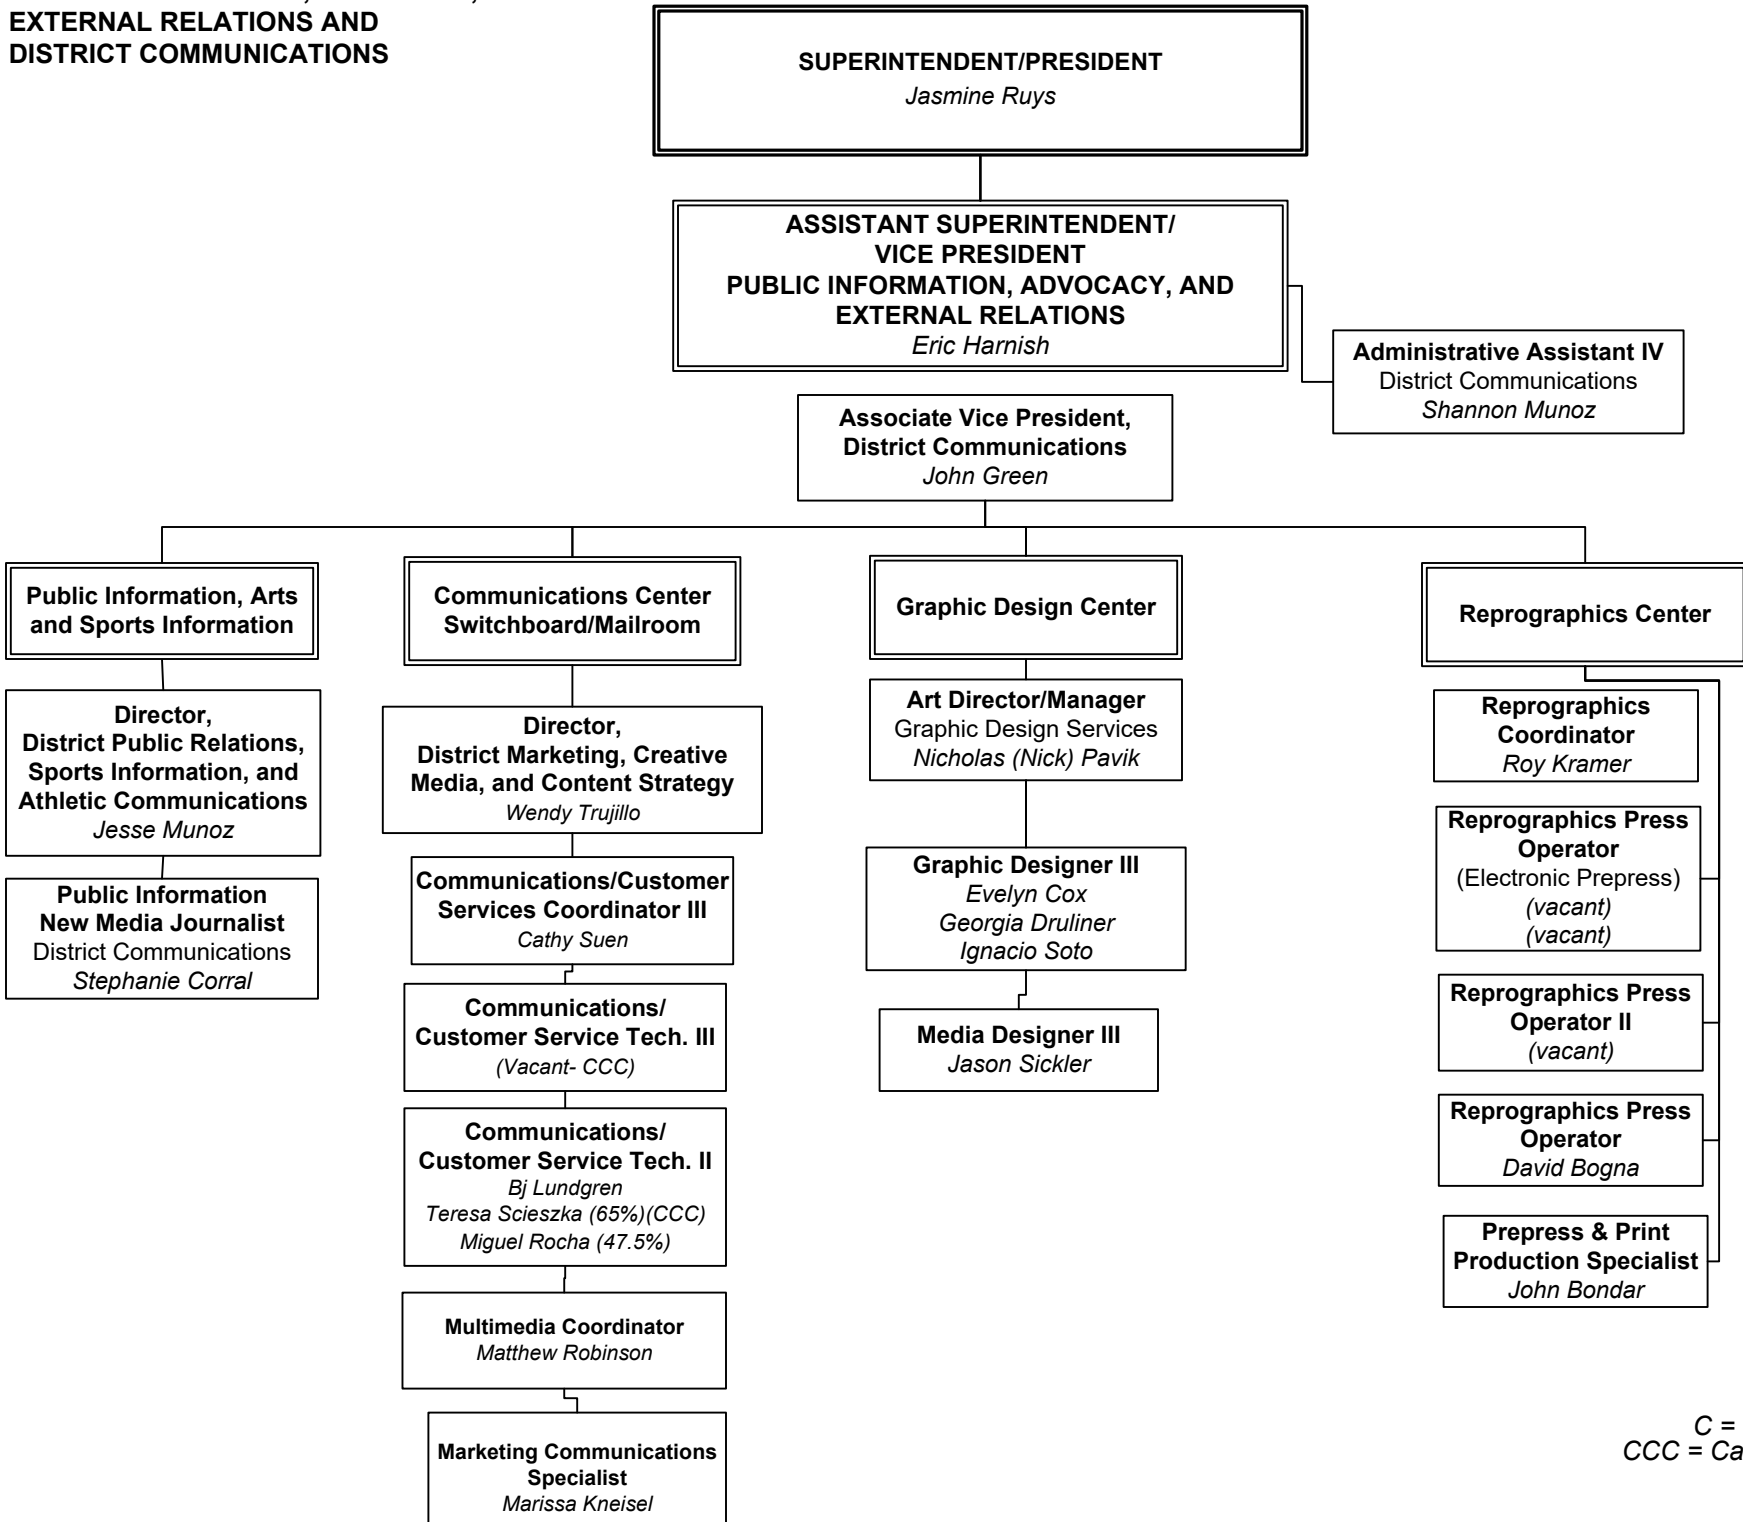 EXTERNAL RELATIONS AND
DISTRICT COMMUNICATIONS
SUPERINTENDENT/PRESIDENT
Jasmine Ruys
ASSISTANT SUPERINTENDENT/
VICE PRESIDENT
PUBLIC INFORMATION, ADVOCACY, AND
EXTERNAL RELATIONS
Eric Harnish
Administrative Assistant IV
District Communications
Shannon Munoz
Associate Vice President,
District Communications
John Green
Public Information, Arts
and Sports Information
Director,
District Public Relations,
Sports Information, and
Athletic Communications
Jesse Munoz
Public Information
New Media Journalist
District Communications
Stephanie Corral
Communications Center
Switchboard/Mailroom
Director,
District Marketing, Creative
Media, and Content Strategy
Wendy Trujillo
Communications/Customer
Services Coordinator III
Cathy Suen
Communications/
Customer Service Tech. III
(Vacant- CCC)
Communications/
Customer Service Tech. II
Bj Lundgren
Teresa Scieszka (65%)(CCC)
Miguel Rocha (47.5%)
Multimedia Coordinator
Matthew Robinson
Marketing Communications
Specialist
Marissa Kneisel
Graphic Design Center
Art Director/Manager
Graphic Design Services
Nicholas (Nick) Pavik
Graphic Designer III
Evelyn Cox
Georgia Druliner
Ignacio Soto
Media Designer III
Jason Sickler
Reprographics Center
Reprographics
Coordinator
Roy Kramer
Reprographics Press
Operator
(Electronic Prepress)
(vacant)
(vacant)
Reprographics Press
Operator II
(vacant)
Reprographics Press
Operator
David Bogna
Prepress & Print
Production Specialist
John Bondar
C =
CCC = Ca